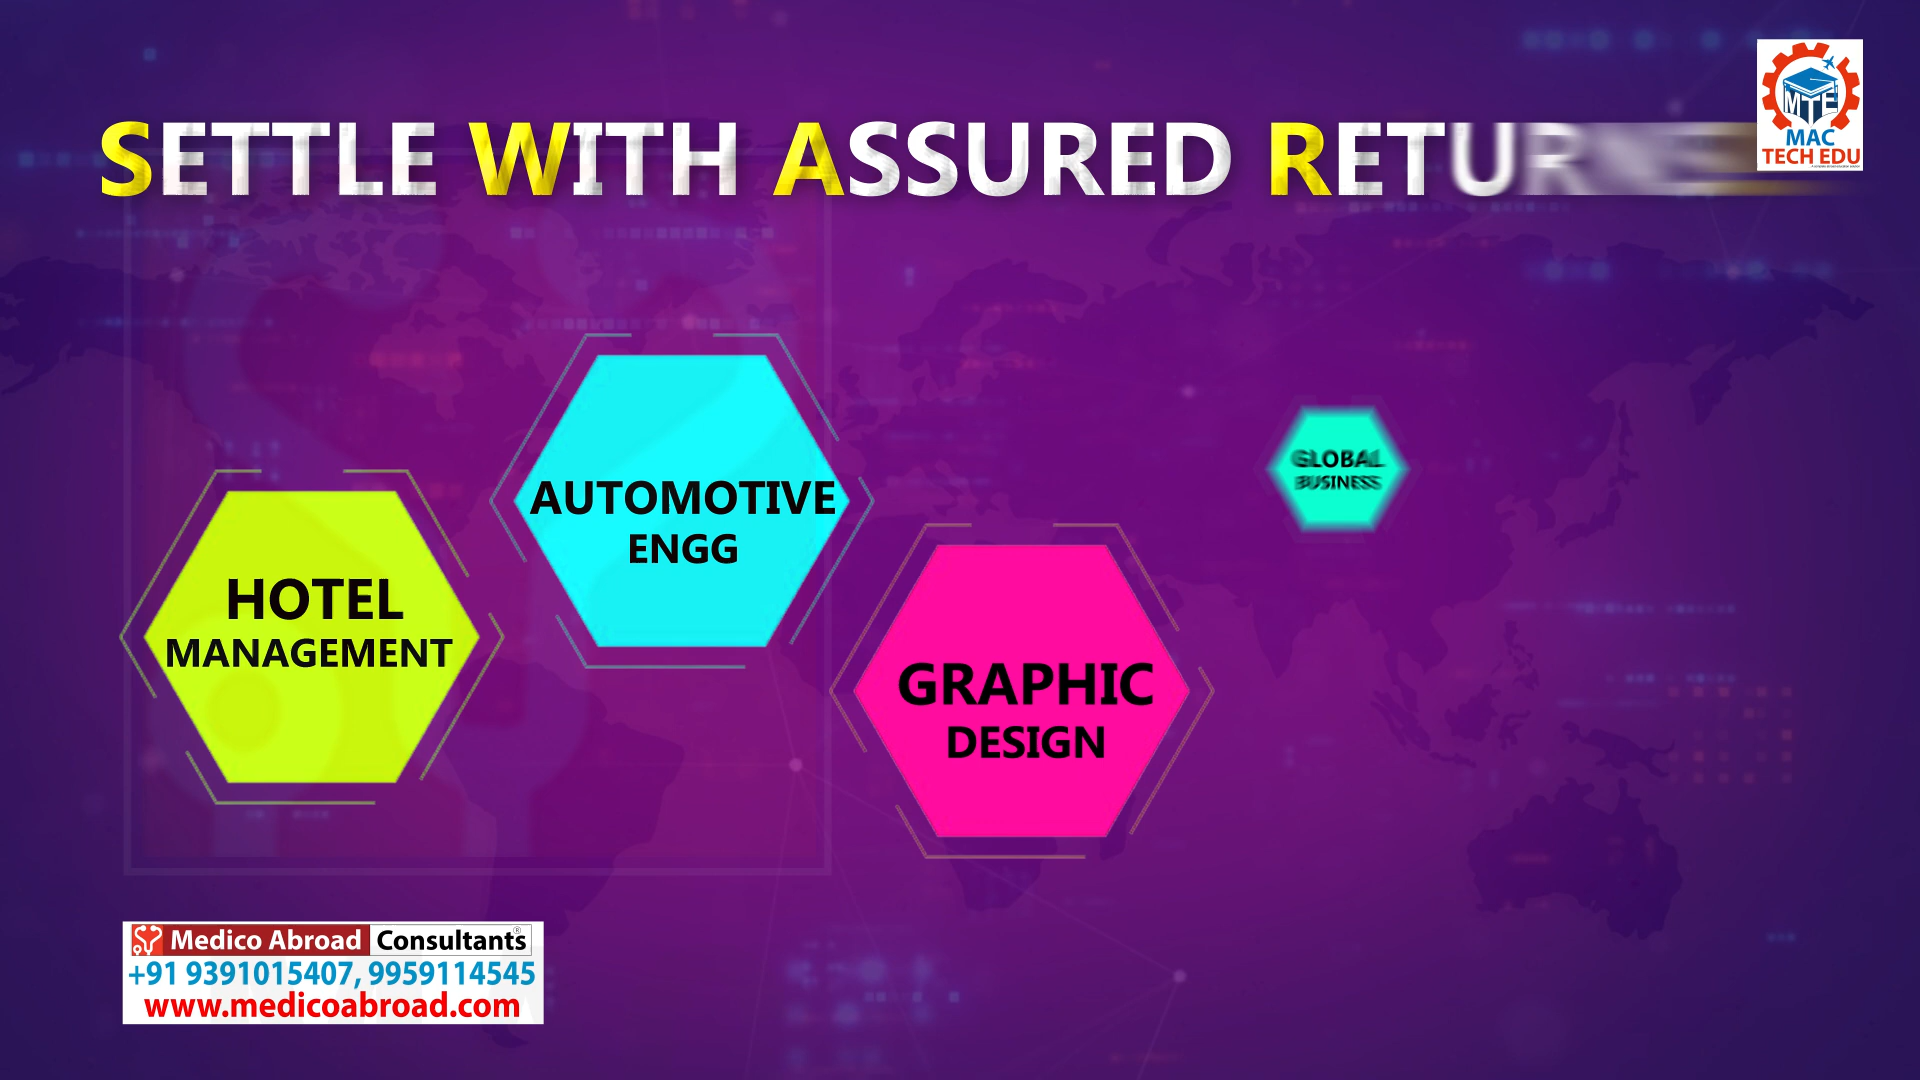 SETTLE WITH ASSURED
MTE
MAC
TECH EDU
AUTOMOTIVE
ENGG
HOTEL
MANAGEMENT
GLOBAL
BUSINESS
GRAPHIC
DESIGN
Medico Abroad Consultants®
+91 9391015407, 9959114545
www.medicoabroad.com